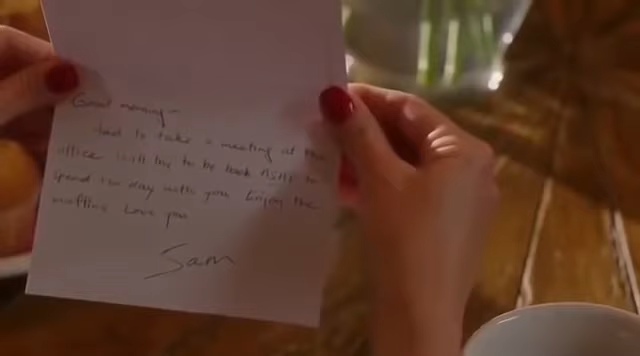 Good morning -
Had to take a meeting at the
office will try to be back ASAP to
spend the day with you Enjoy the
muffins Love you
Sam